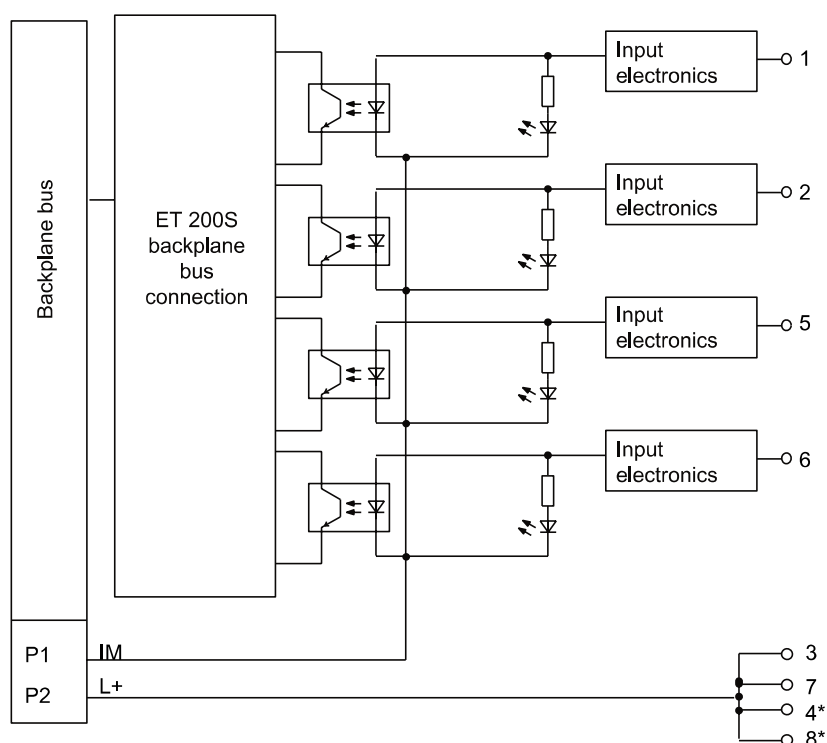 Backplane bus
ET 200S
backplane
bus
connection
Input
electronics
1
Input
electronics
2
Input
electronics
5
Input
electronics
6
P1
IM
P2
L+
3
7
4*
8*